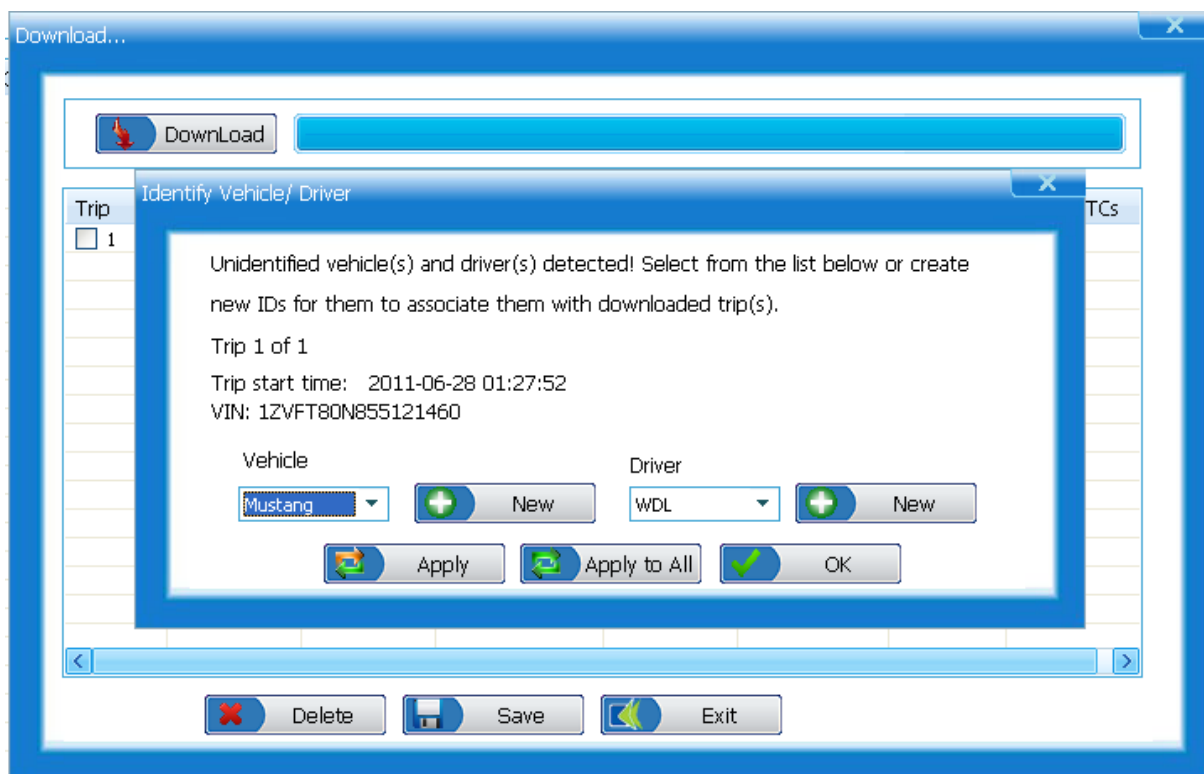 Download...
DownLoad
Trip
TCs
1
Identify Vehicle/ Driver
Unidentified vehicle(s) and driver(s) detected! Select from the list below or create
new IDs for them to associate them with downloaded trip(s).
Trip 1 of 1
Trip start time: 2011-06-28 01:27:52
VIN: 1ZVFT80N855121460
Vehicle
Driver
Mustang
New
WDL
New
Apply
Apply to All
OK
Delete
Save
Exit